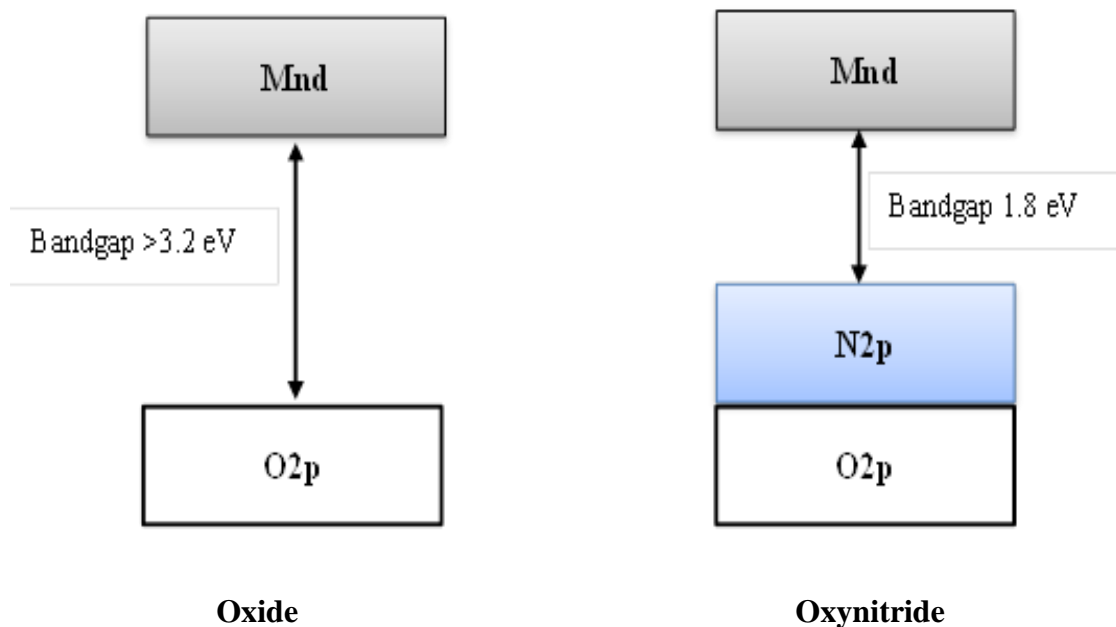 Mnd
Bandgap >3.2 eV
O2p
Oxide
Mnd
Bandgap 1.8 eV
N2p
O2p
Oxynitride